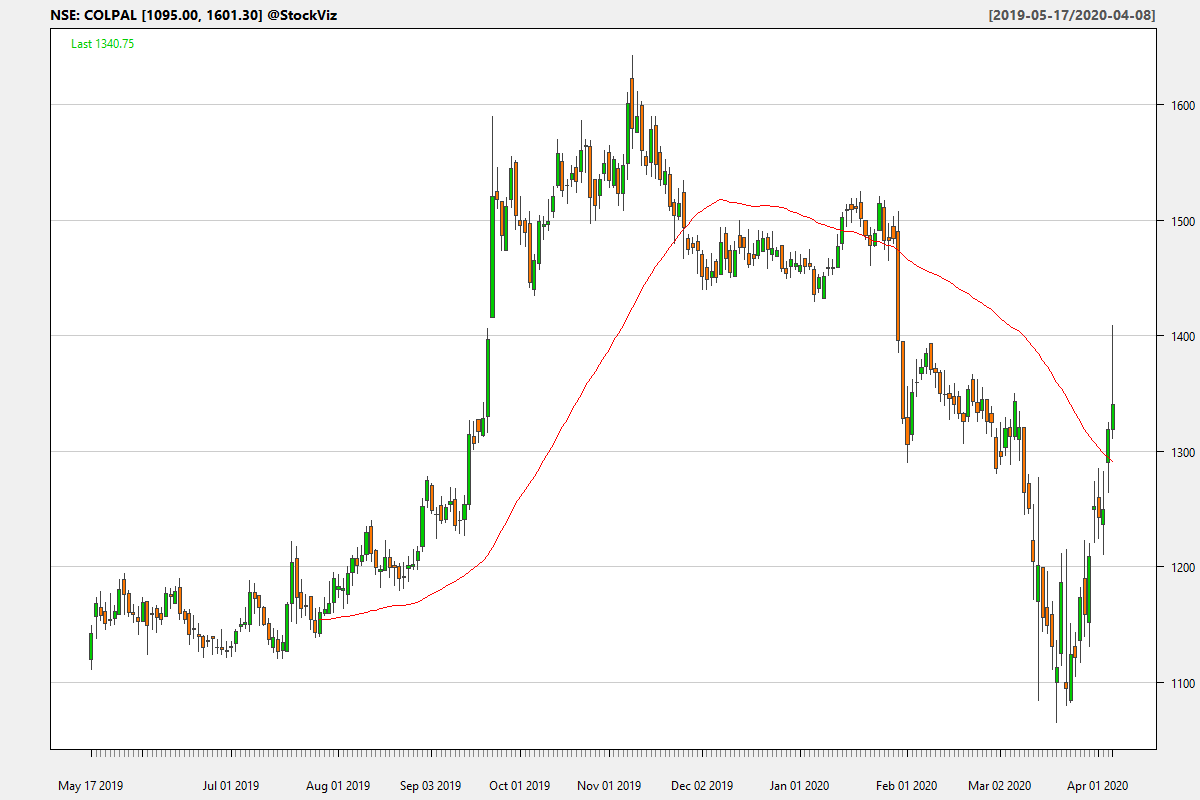 NSE: COLPAL [1095.00, 1601.30] @StockViz
[2019-05-17/2020-04-08]
Last 1340.75
1600
1500
1400
1300
1200
1100
May 17 2019 Jul 01 2019 Aug 01 2019 Sep 03 2019 Oct 01 2019 Nov 01 2019 Dec 02 2019 Jan 01 2020 Feb 01 2020 Mar 02 2020 Apr 01 2020